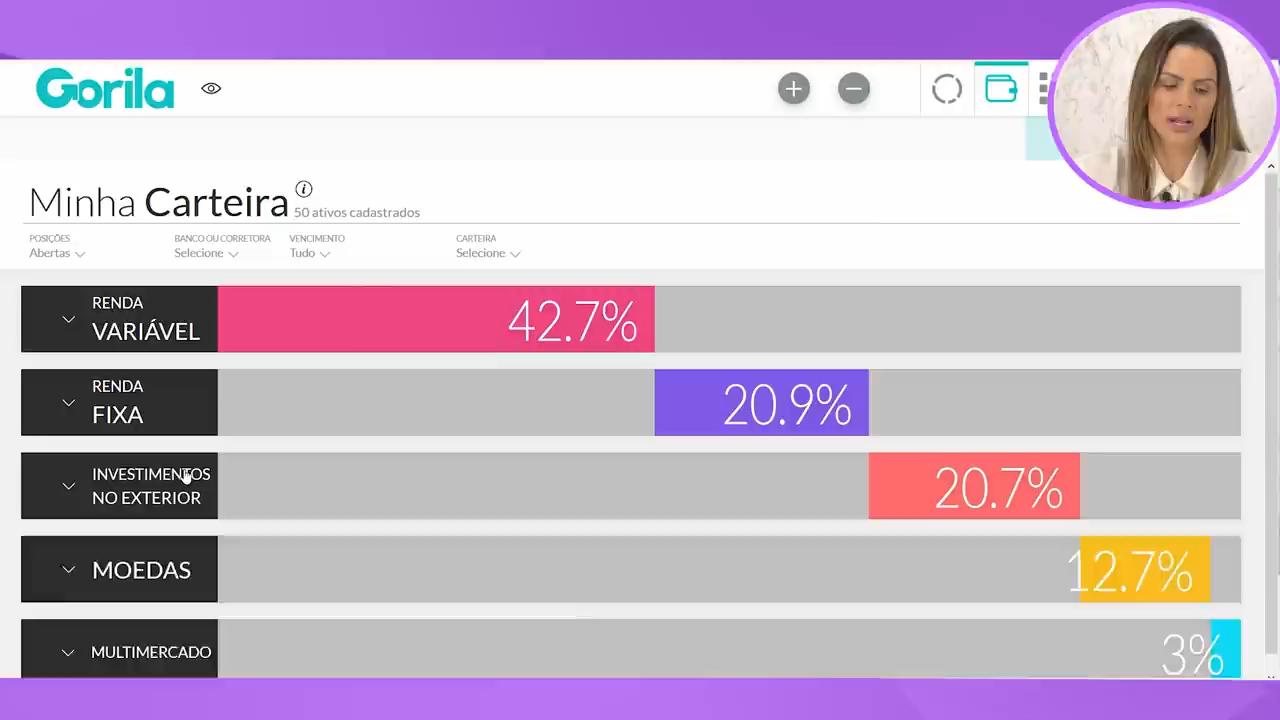 Gorila
Minha Carteira i
50 ativos cadastrados
POSIÇÕES
Abertas
BANCO OU CORRETORA
Selecione
VENCIMENTO
Tudo
CARTEIRA
Selecione
RENDA
VARIÁVEL
42.7%
RENDA
FIXA
20.9%
INVESTIMENTOS
NO EXTERIOR
20.7%
MOEDAS
12.7%
MULTIMERCADO
3%